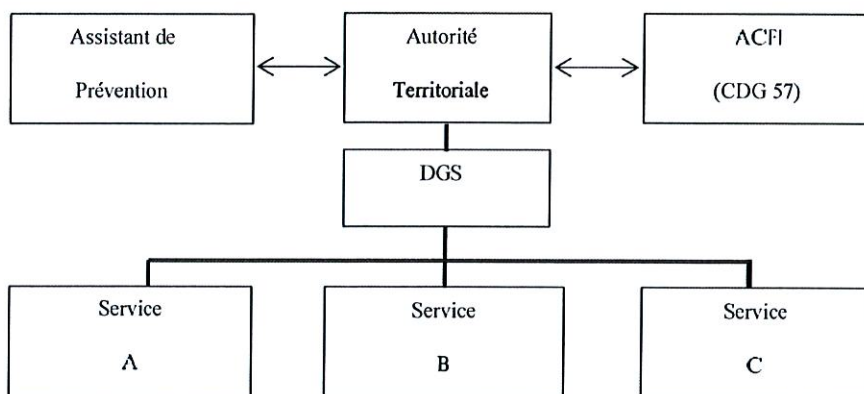 Assistant de
Prévention
Autorité
Territoriale
ACFI
(CDG 57)
DGS
Service
A
Service
B
Service
C